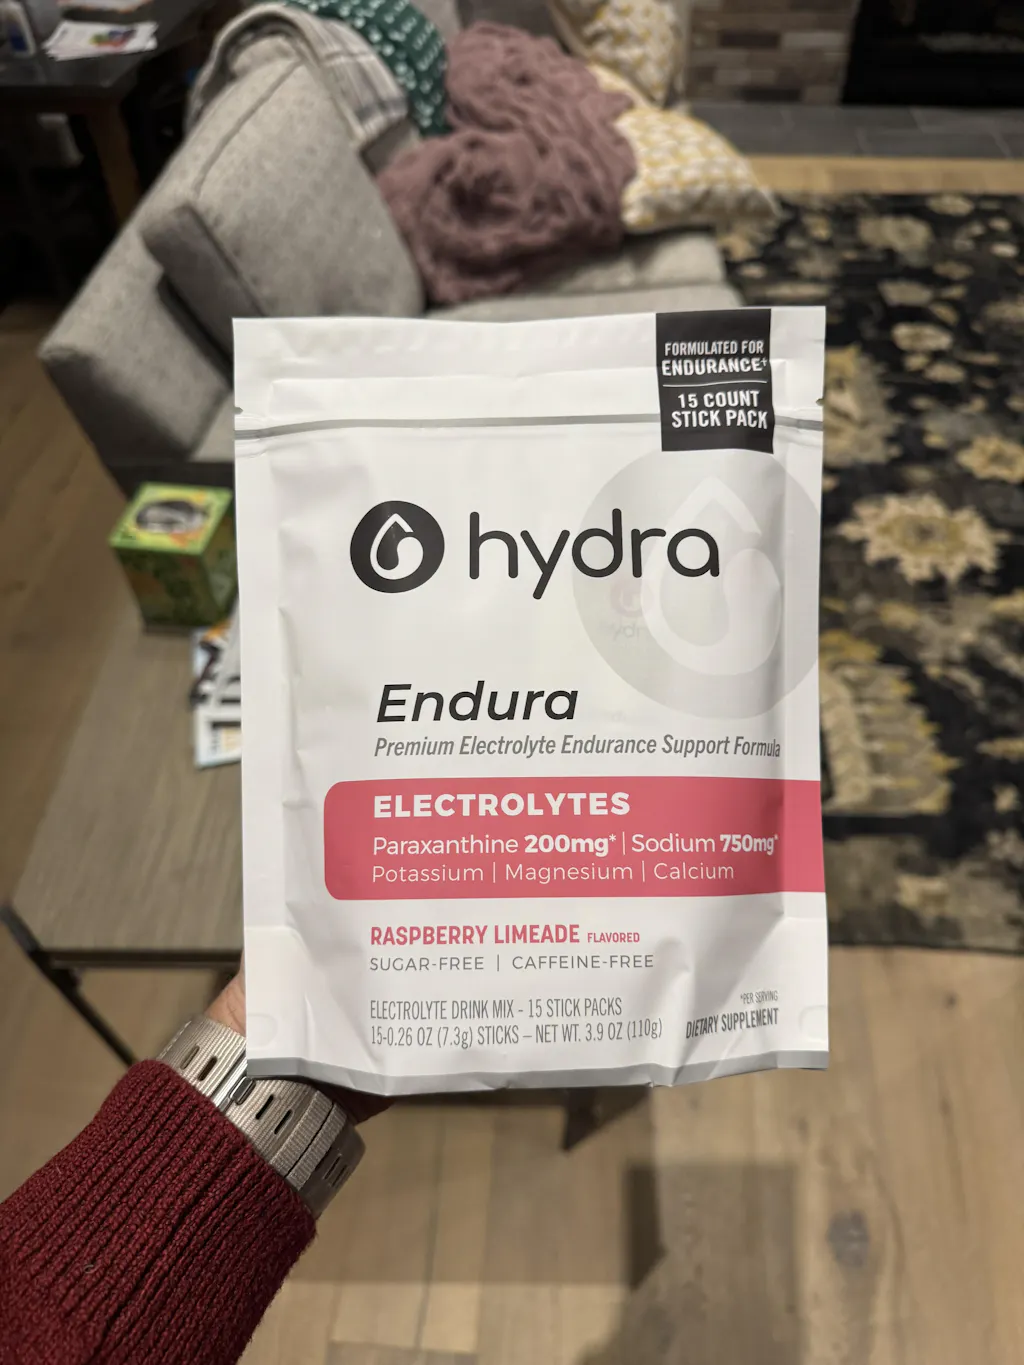 FORMULATED FOR
ENDURANCE†
15 COUNT
STICK PACK
hydra
Endura
Premium Electrolyte Endurance Support Formula
ELECTROLYTES
Paraxanthine 200mg* | Sodium 750mg*
Potassium | Magnesium | Calcium
RASPBERRY LIMEADE FLAVORED
SUGAR-FREE | CAFFEINE-FREE
ELECTROLYTE DRINK MIX - 15 STICK PACKS
15-0.26 OZ (7.3g) STICKS – NET WT. 3.9 OZ (110g)
*PER SERVING
DIETARY SUPPLEMENT